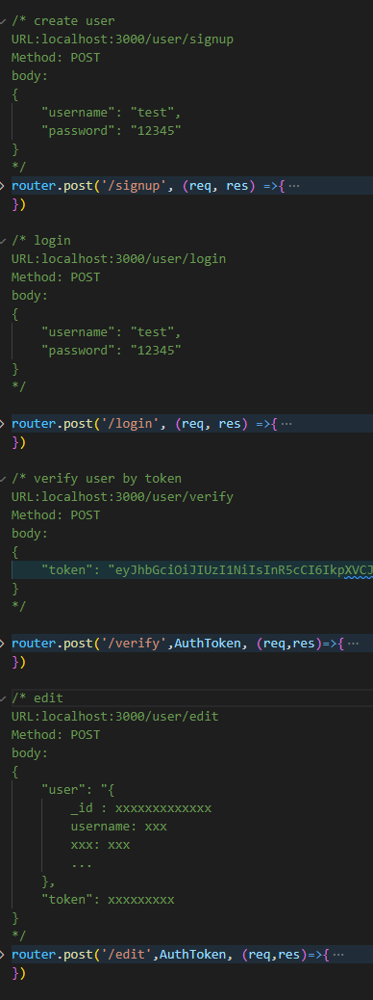 /* create user
URL:localhost:3000/user/signup
Method: POST
body:
{
    "username": "test",
    "password": "12345"
}
*/
router.post('/signup', (req, res) =>{ ···
})
/* login
URL:localhost:3000/user/login
Method: POST
body:
{
    "username": "test",
    "password": "12345"
}
*/
router.post('/login', (req, res) =>{ ···
})
/* verify user by token
URL:localhost:3000/user/verify
Method: POST
body:
{
    "token": "eyJhbGciOiJIUzI1NiIsInR5cCI6IkpXVCJ
}
*/
router.post('/verify',AuthToken, (req,res)=>{ ···
})
/* edit
URL:localhost:3000/user/edit
Method: POST
body:
{
    "user": "{
        _id : xxxxxxxxxxxxx
        username: xxx
        xxx: xxx
        ...
    },
    "token": xxxxxxxxx
}
*/
router.post('/edit',AuthToken, (req,res)=>{ ···
})